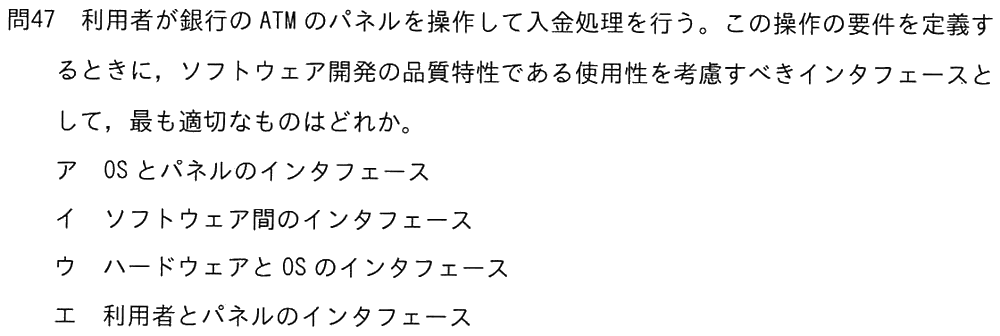 問47　利用者が銀行の ATM のパネルを操作して入金処理を行う。この操作の要件を定義す
るときに，ソフトウェア開発の品質特性である使用性を考慮すべきインタフェースと
して，最も適切なものはどれか。
ア　OS とパネルのインタフェース
イ　ソフトウェア間のインタフェース
ウ　ハードウェアと OS のインタフェース
エ　利用者とパネルのインタフェース